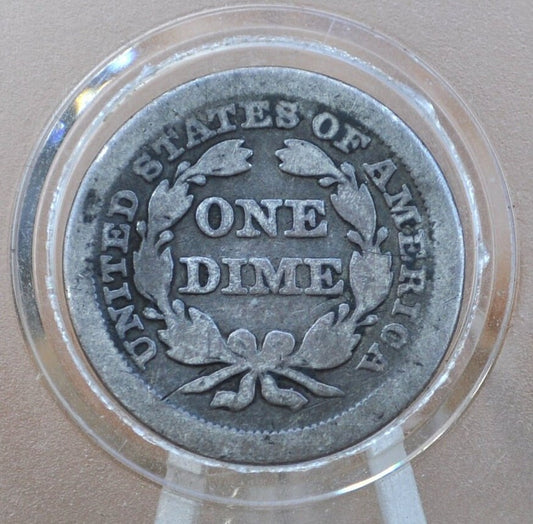 UNITED STATES OF AMERICA
ONE
DIME